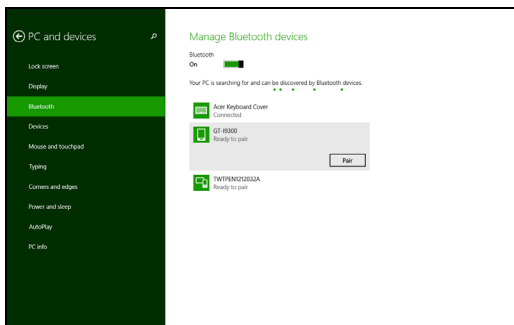 PC and devices
Lock screen
Display
Bluetooth
Devices
Mouse and touchpad
Typing
Corners and edges
Power and sleep
AutoPlay
PC info
Manage Bluetooth devices
Bluetooth
On
Your PC is searching for and can be discovered by Bluetooth devices.
Acer Keyboard Cover
Connected
GT-I9300
Ready to pair
Pair
TWTPEN1212032A
Ready to pair